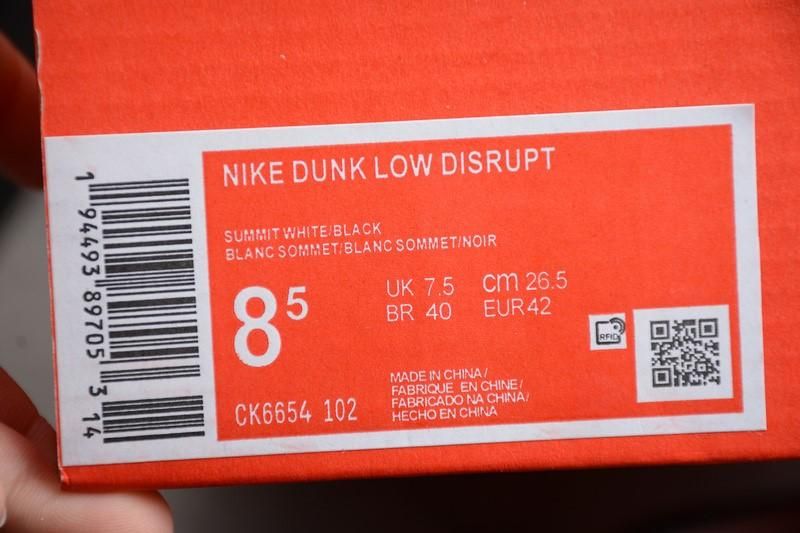 NIKE DUNK LOW DISRUPT
SUMMIT WHITE/BLACK
BLANC SOMMET/BLANC SOMMET/NOIR
8 5
UK 7.5 cm 26.5
BR 40 EUR 42
CK6654 102
MADE IN CHINA/
FABRIQUE EN CHINE/
FABRICADO NA CHINA/
HECHO EN CHINA
RFID
1 94493 89705 3 14